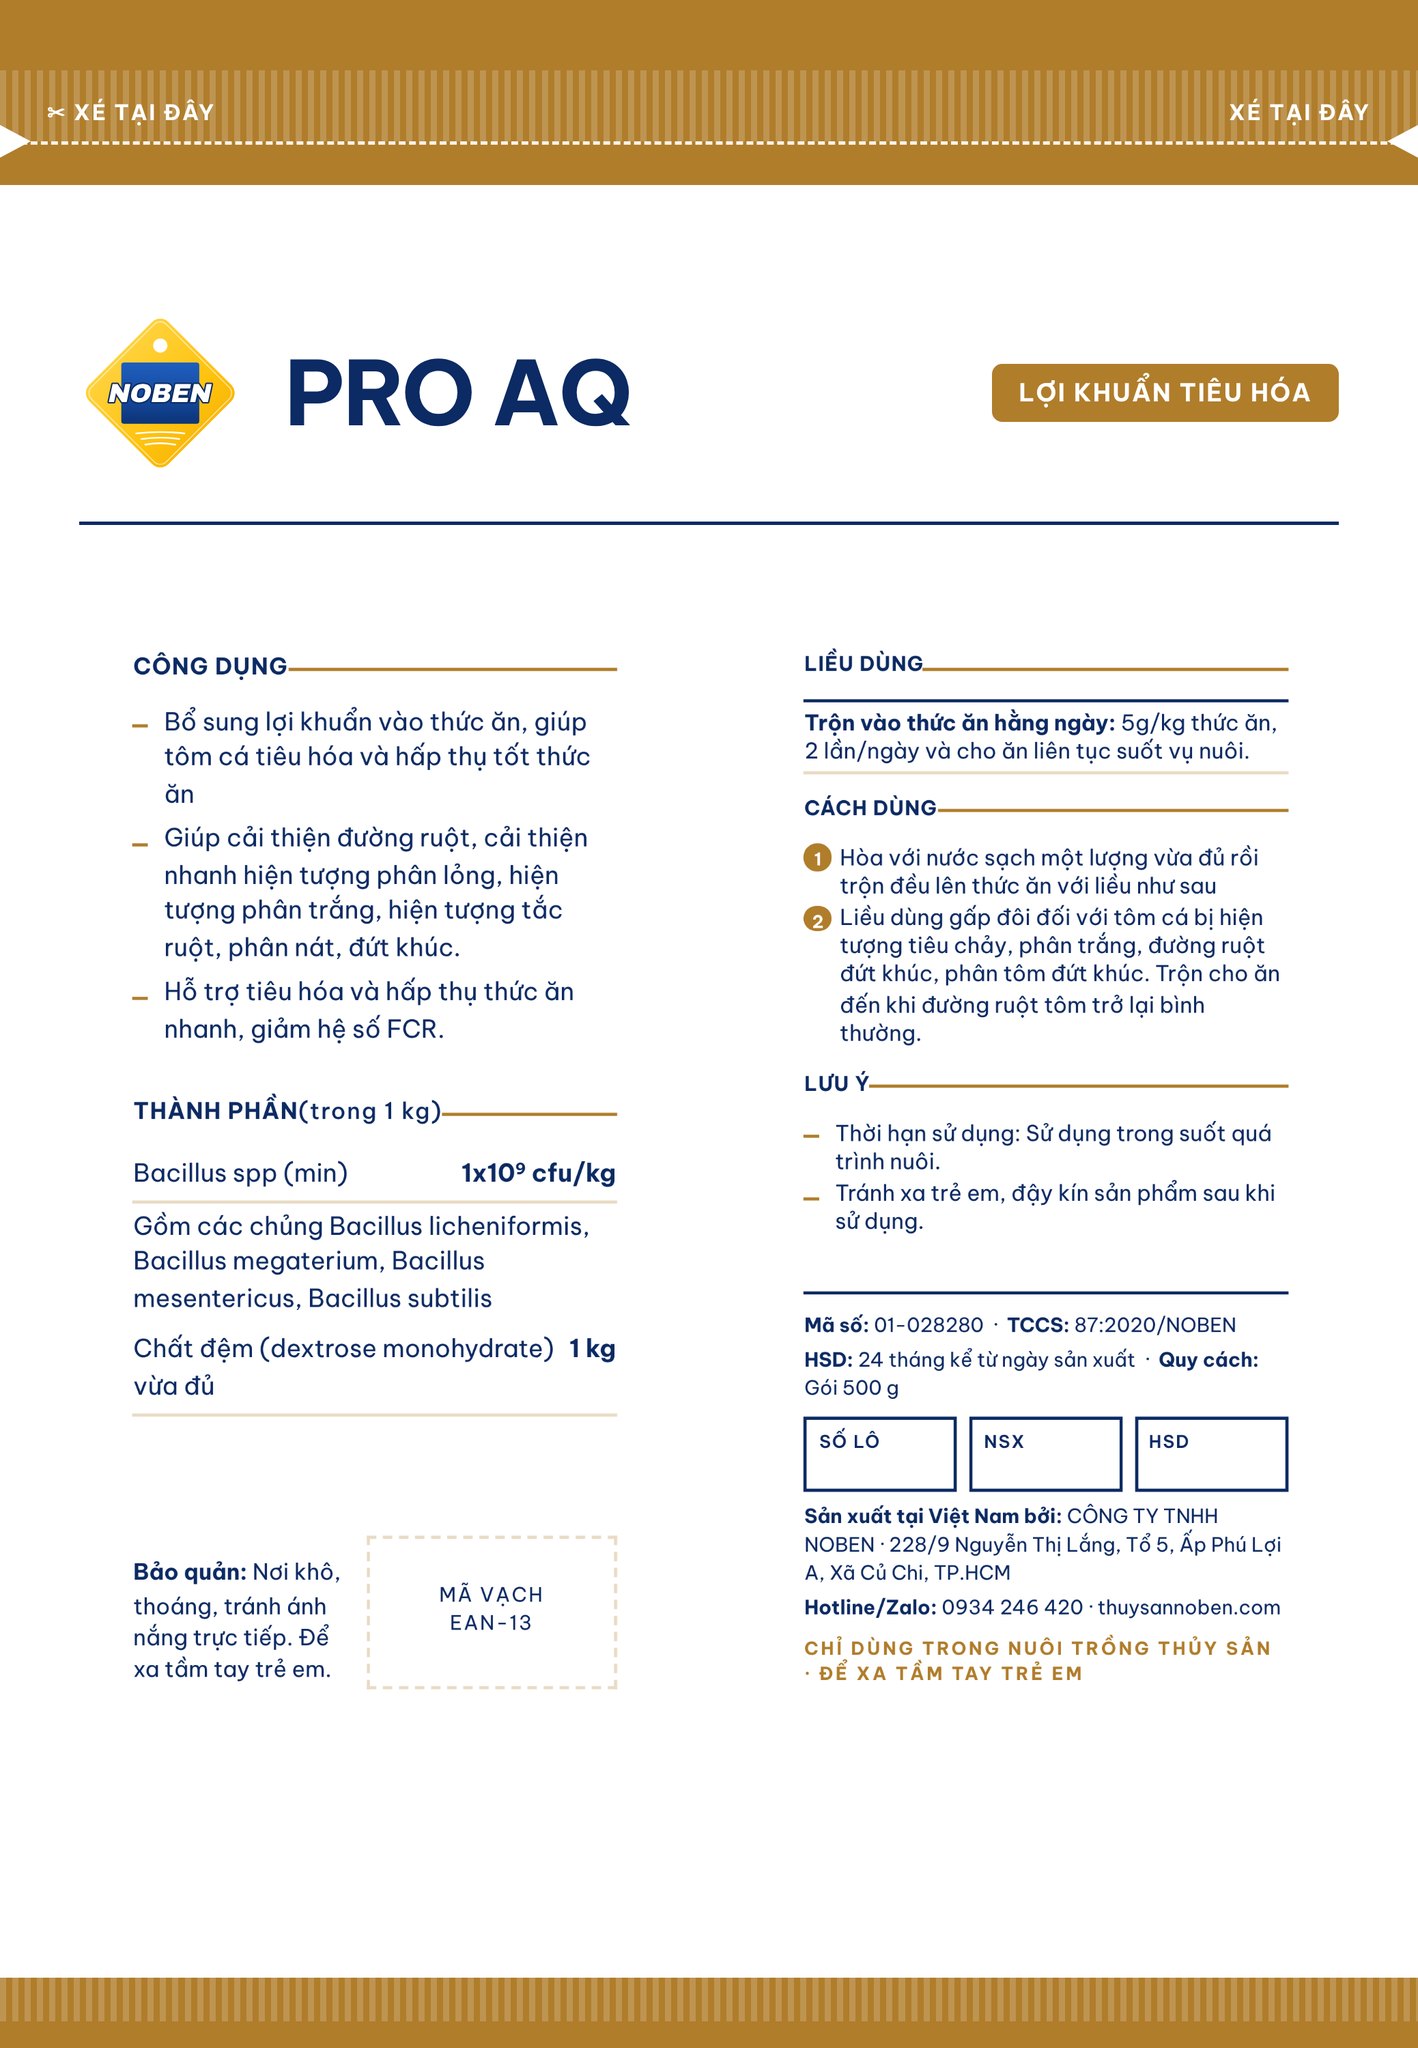 ✂ XÉ TẠI ĐÂY
XÉ TẠI ĐÂY
NOBEN
PRO AQ
LỢI KHUẨN TIÊU HÓA
CÔNG DỤNG
– Bổ sung lợi khuẩn vào thức ăn, giúp
tôm cá tiêu hóa và hấp thụ tốt thức
ăn
– Giúp cải thiện đường ruột, cải thiện
nhanh hiện tượng phân lỏng, hiện
tượng phân trắng, hiện tượng tắc
ruột, phân nát, đứt khúc.
– Hỗ trợ tiêu hóa và hấp thụ thức ăn
nhanh, giảm hệ số FCR.
THÀNH PHẦN(trong 1 kg)
Bacillus spp (min) 1x10⁹ cfu/kg
Gồm các chủng Bacillus licheniformis,
Bacillus megaterium, Bacillus
mesentericus, Bacillus subtilis
Chất đệm (dextrose monohydrate) 1 kg
vừa đủ
Bảo quản: Nơi khô,
thoáng, tránh ánh
nắng trực tiếp. Để
xa tầm tay trẻ em.
MÃ VẠCH
EAN-13
LIỀU DÙNG
Trộn vào thức ăn hằng ngày: 5g/kg thức ăn,
2 lần/ngày và cho ăn liên tục suốt vụ nuôi.
CÁCH DÙNG
1 Hòa với nước sạch một lượng vừa đủ rồi
trộn đều lên thức ăn với liều như sau
2 Liều dùng gấp đôi đối với tôm cá bị hiện
tượng tiêu chảy, phân trắng, đường ruột
đứt khúc, phân tôm đứt khúc. Trộn cho ăn
đến khi đường ruột tôm trở lại bình
thường.
LƯU Ý
– Thời hạn sử dụng: Sử dụng trong suốt quá
trình nuôi.
– Tránh xa trẻ em, đậy kín sản phẩm sau khi
sử dụng.
Mã số: 01-028280 · TCCS: 87:2020/NOBEN
HSD: 24 tháng kể từ ngày sản xuất · Quy cách:
Gói 500 g
SỐ LÔ
NSX
HSD
Sản xuất tại Việt Nam bởi: CÔNG TY TNHH
NOBEN · 228/9 Nguyễn Thị Lắng, Tổ 5, Ấp Phú Lợi
A, Xã Củ Chi, TP.HCM
Hotline/Zalo: 0934 246 420 · thuysannoben.com
CHỈ DÙNG TRONG NUÔI TRỒNG THỦY SẢN
· ĐỂ XA TẦM TAY TRẺ EM